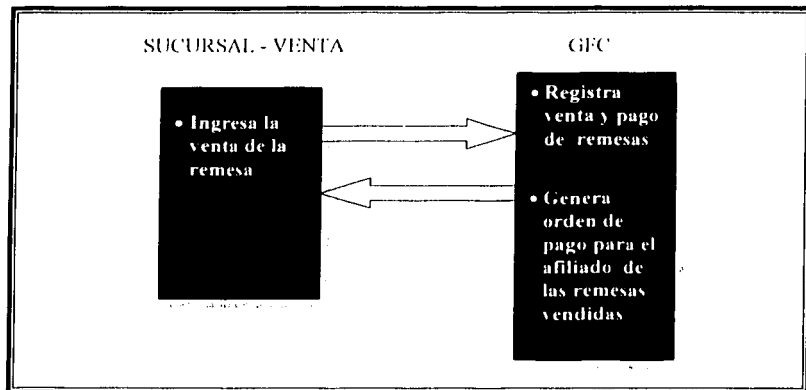 SUCURSAL - VENTA
GFC
• Ingresa la
venta de la
remesa
• Registra
venta y pago
de remesas
• Genera
orden de
pago para el
afiliado de
las remesas
vendidas